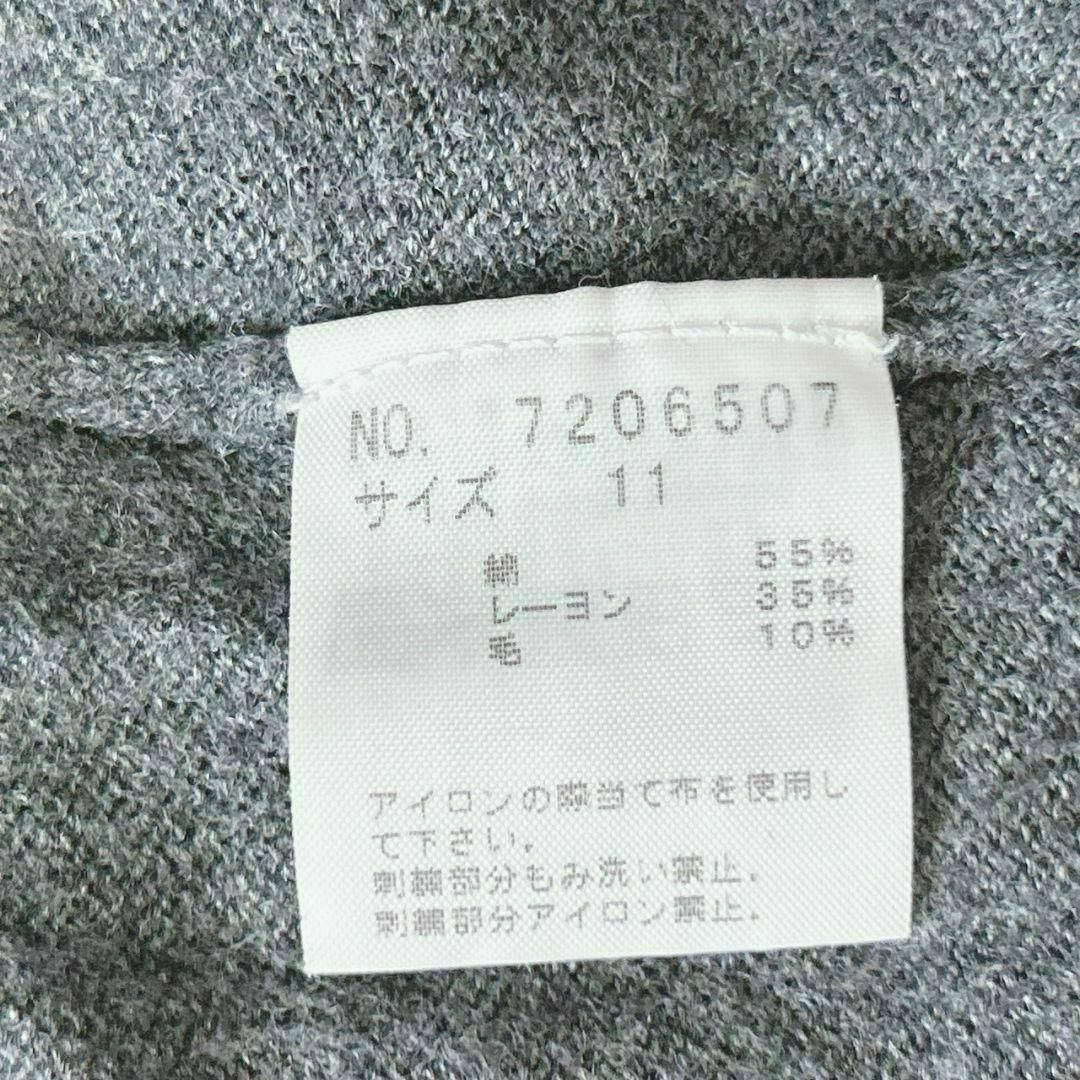 NO. 7206507
サイズ 11
綿 55%
レーヨン 35%
毛 10%
アイロンの際当て布を使用し
て下さい。
刺繍部分もみ洗い禁止。
刺繍部分アイロン禁止。